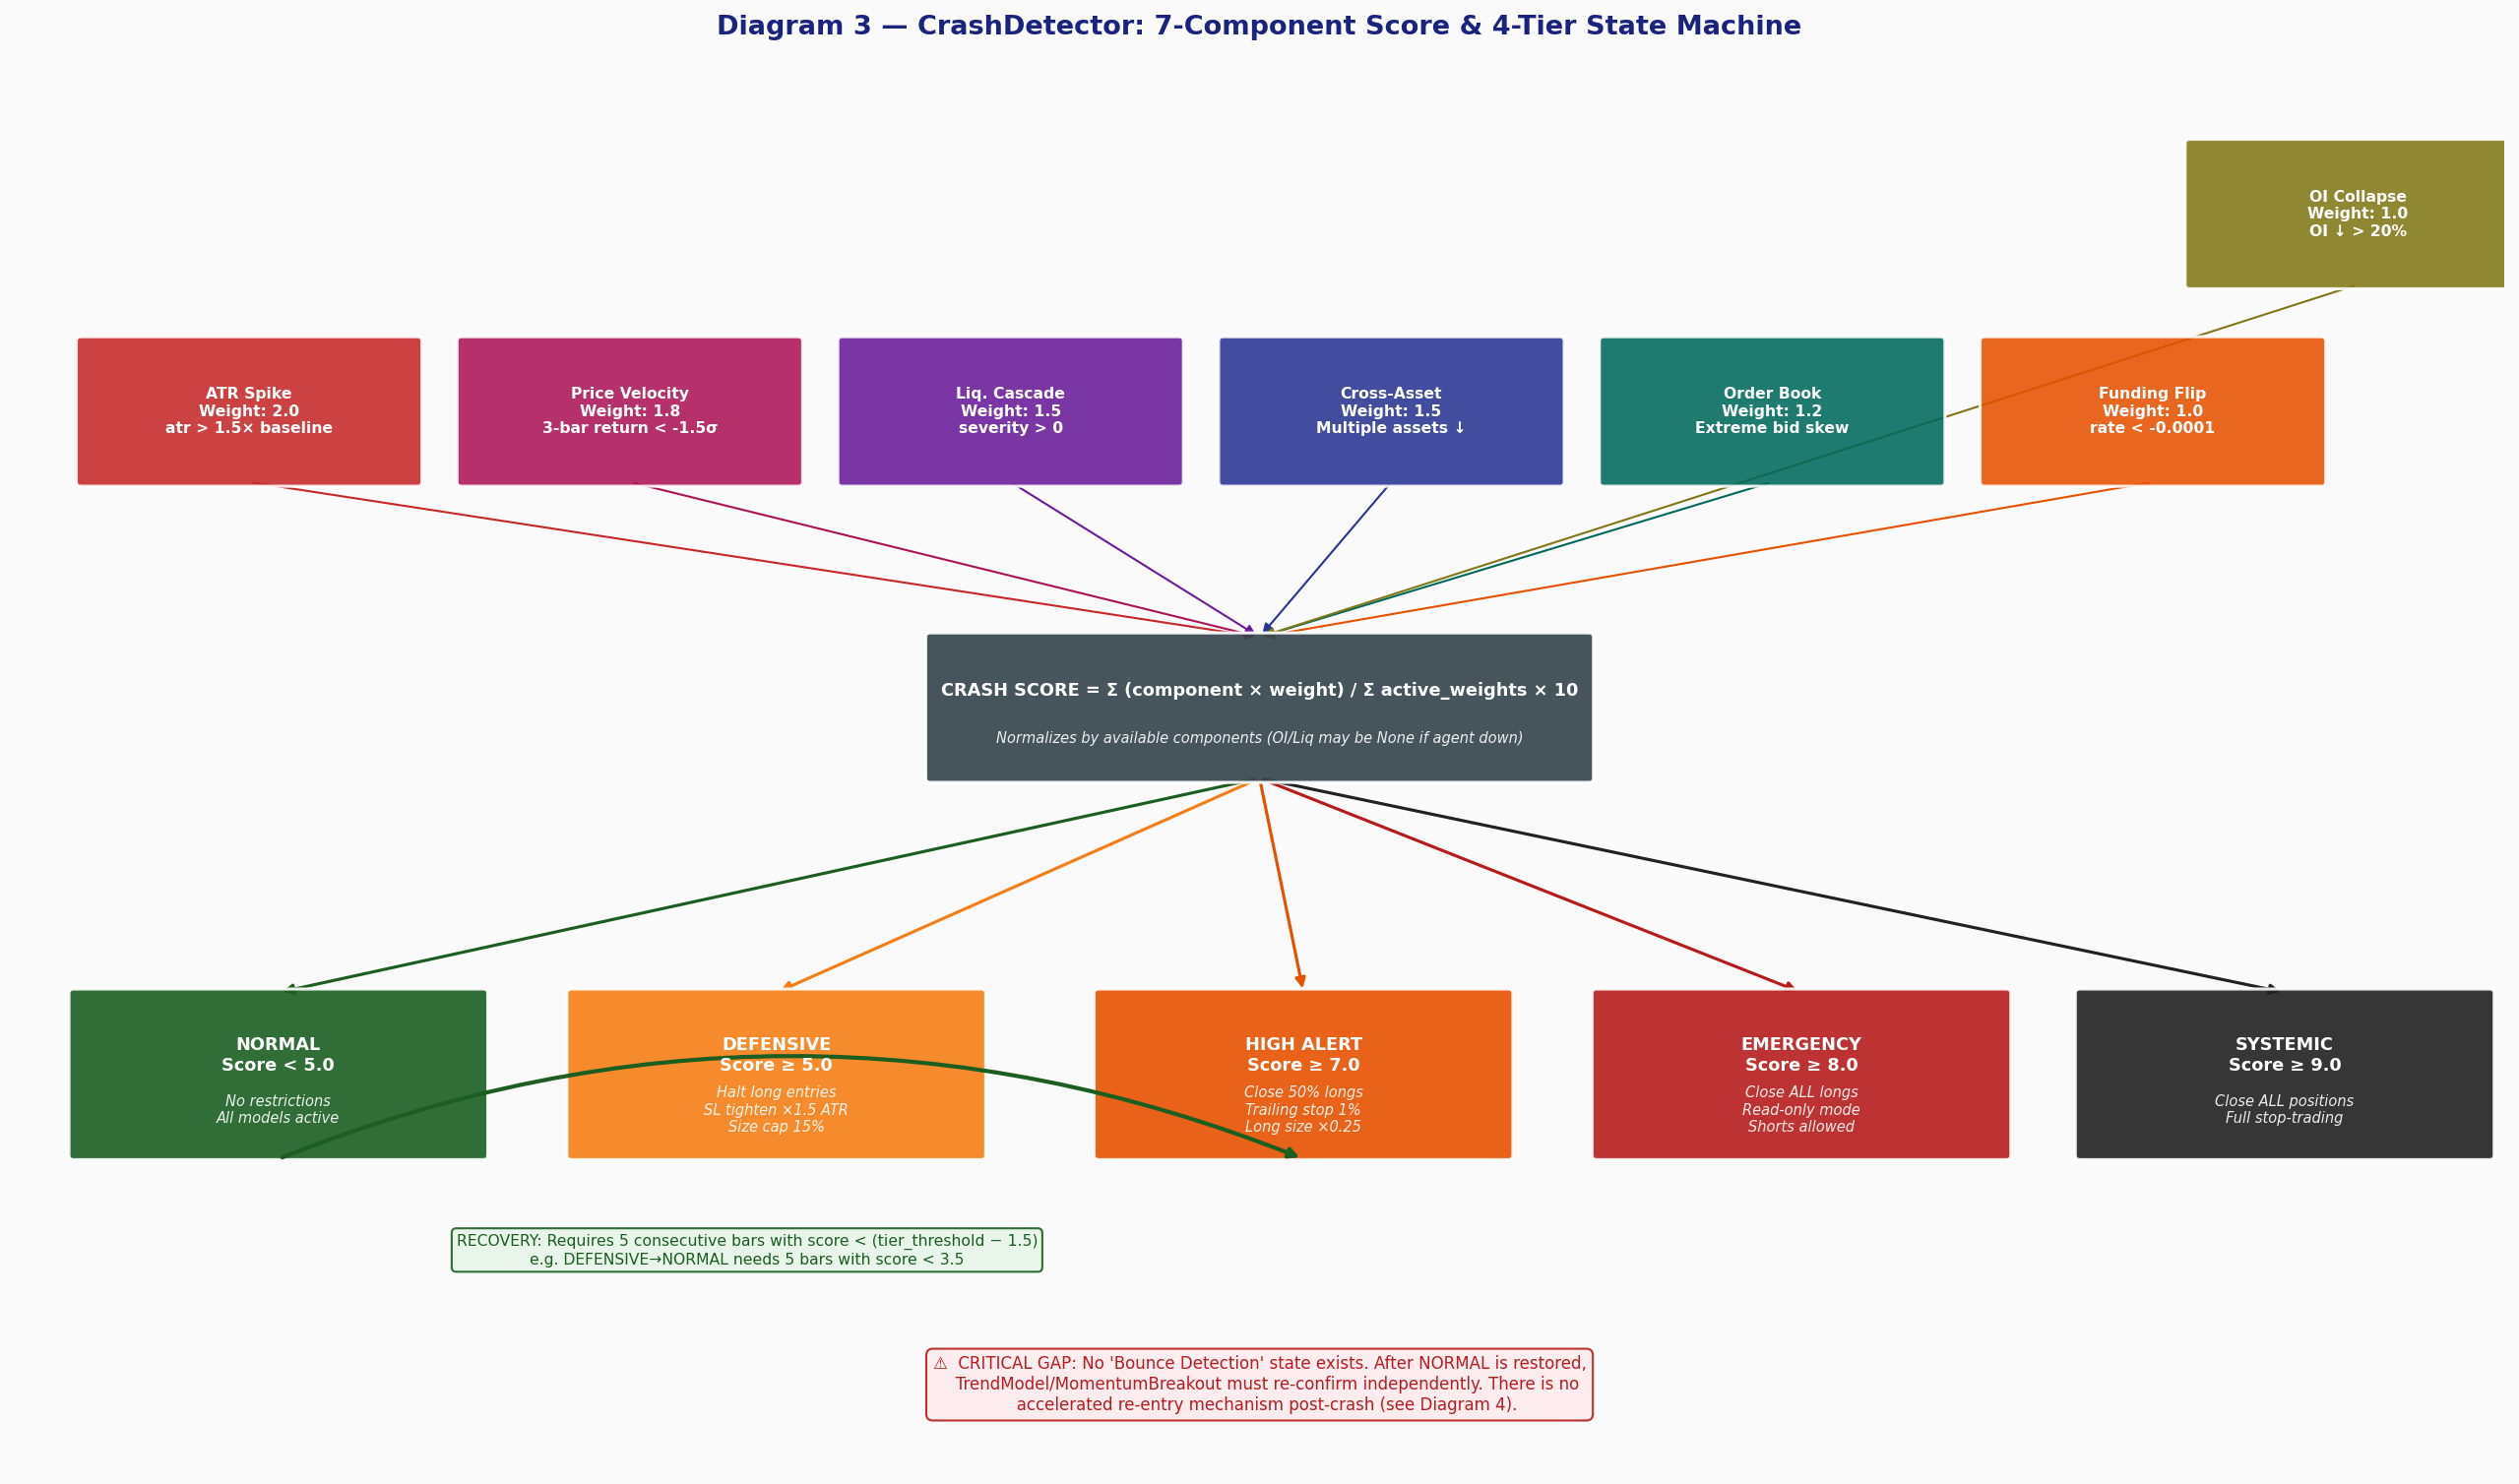 Diagram 3 — CrashDetector: 7-Component Score & 4-Tier State Machine
OI Collapse
Weight: 1.0
OI ↓ > 20%
ATR Spike
Weight: 2.0
atr > 1.5× baseline
Price Velocity
Weight: 1.8
3-bar return < -1.5σ
Liq. Cascade
Weight: 1.5
severity > 0
Cross-Asset
Weight: 1.5
Multiple assets ↓
Order Book
Weight: 1.2
Extreme bid skew
Funding Flip
Weight: 1.0
rate < -0.0001
CRASH SCORE = Σ (component × weight) / Σ active_weights × 10
Normalizes by available components (OI/Liq may be None if agent down)
NORMAL
Score < 5.0
No restrictions
All models active
DEFENSIVE
Score ≥ 5.0
Halt long entries
SL tighten ×1.5 ATR
Size cap 15%
HIGH ALERT
Score ≥ 7.0
Close 50% longs
Trailing stop 1%
Long size ×0.25
EMERGENCY
Score ≥ 8.0
Close ALL longs
Read-only mode
Shorts allowed
SYSTEMIC
Score ≥ 9.0
Close ALL positions
Full stop-trading
RECOVERY: Requires 5 consecutive bars with score < (tier_threshold − 1.5)
e.g. DEFENSIVE→NORMAL needs 5 bars with score < 3.5
⚠ CRITICAL GAP: No 'Bounce Detection' state exists. After NORMAL is restored,
TrendModel/MomentumBreakout must re-confirm independently. There is no
accelerated re-entry mechanism post-crash (see Diagram 4).